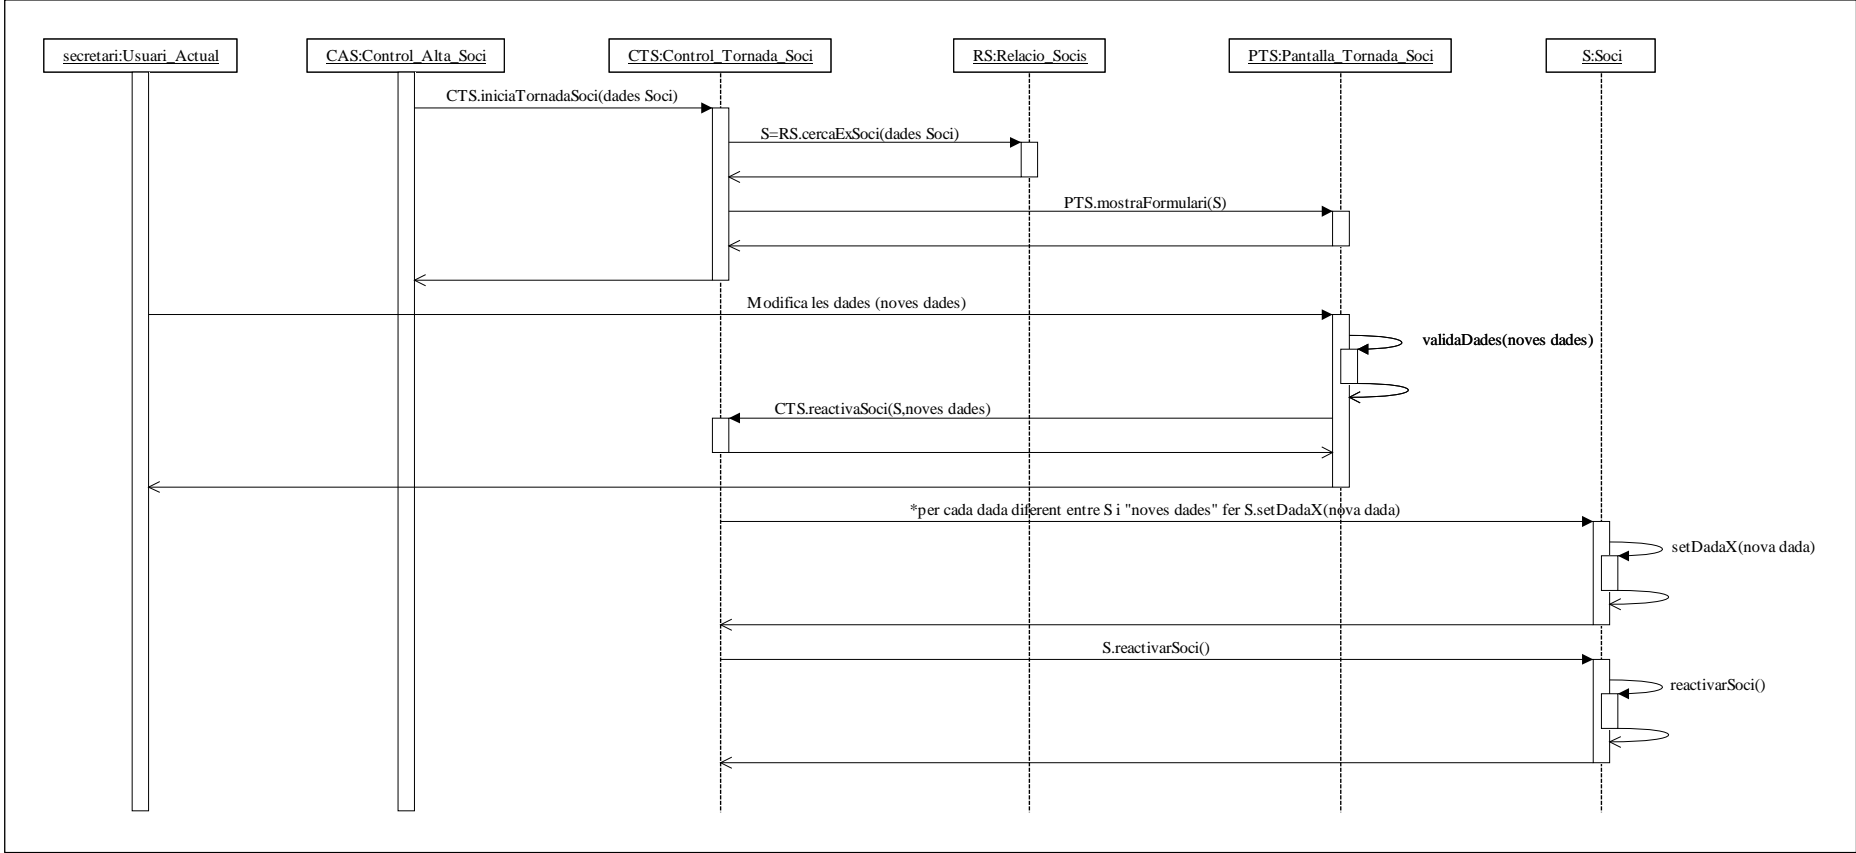 secretari:Usuari_Actual
CAS:Control_Alta_Soci
CTS:Control_Tornada_Soci
RS:Relacio_Socis
PTS:Pantalla_Tornada_Soci
S:Soci
CTS.iniciaTornadaSoci(dades Soci)
S=RS.cercaExSoci(dades Soci)
PTS.mostraFormulari(S)
Modifica les dades (noves dades)
validaDades(noves dades)
CTS.reactivaSoci(S,noves dades)
*per cada dada diferent entre S i "noves dades" fer S.setDadaX(nova dada)
setDadaX(nova dada)
S.reactivarSoci()
reactivarSoci()